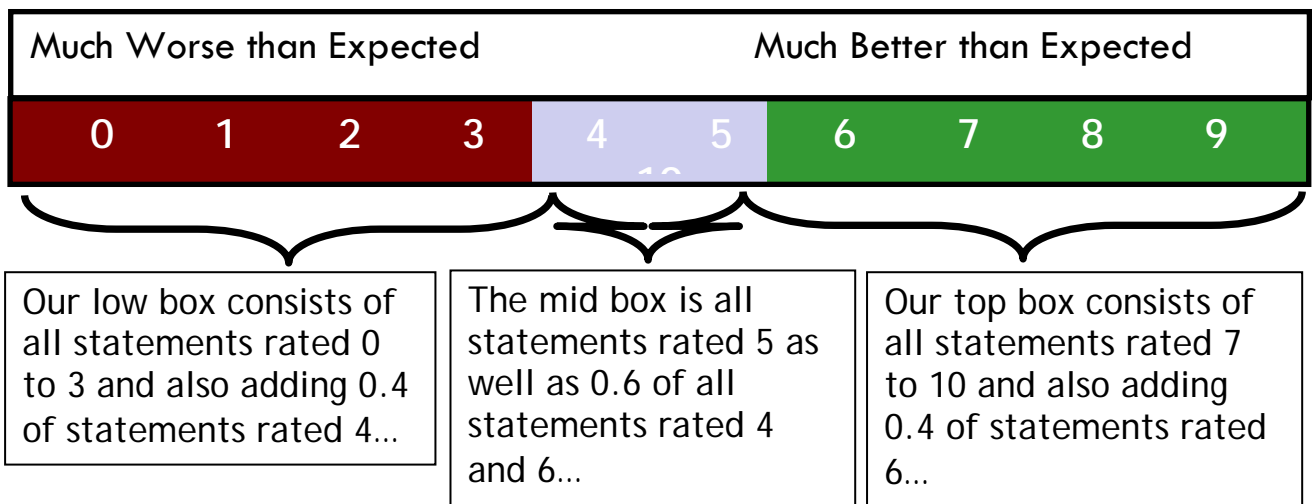 Much Worse than Expected Much Better than Expected
0 1 2 3 4 5 6 7 8 9
10
Our low box consists of
all statements rated 0
to 3 and also adding 0.4
of statements rated 4...
The mid box is all
statements rated 5 as
well as 0.6 of all
statements rated 4
and 6...
Our top box consists of
all statements rated 7
to 10 and also adding
0.4 of statements rated
6...